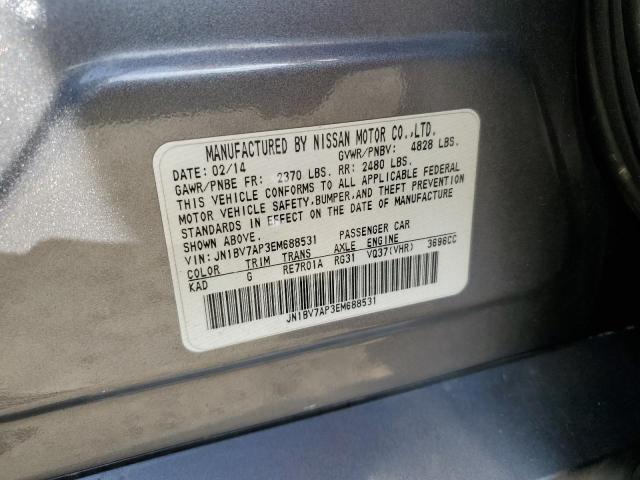 MANUFACTURED BY NISSAN MOTOR CO.,LTD.
DATE: 02/14 GVWR/PNBV: 4828 LBS.
GAWR/PNBE FR: 2370 LBS. RR: 2480 LBS.
THIS VEHICLE CONFORMS TO ALL APPLICABLE FEDERAL
MOTOR VEHICLE SAFETY, BUMPER, AND THEFT PREVENTION
STANDARDS IN EFFECT ON THE DATE OF MANUFACTURE
SHOWN ABOVE.
VIN: JN1BV7AP3EM688531 PASSENGER CAR
COLOR TRIM TRANS AXLE ENGINE
KAD G RE7R01A RG31 VQ37(VHR) 3696CC
JN1BV7AP3EM688531